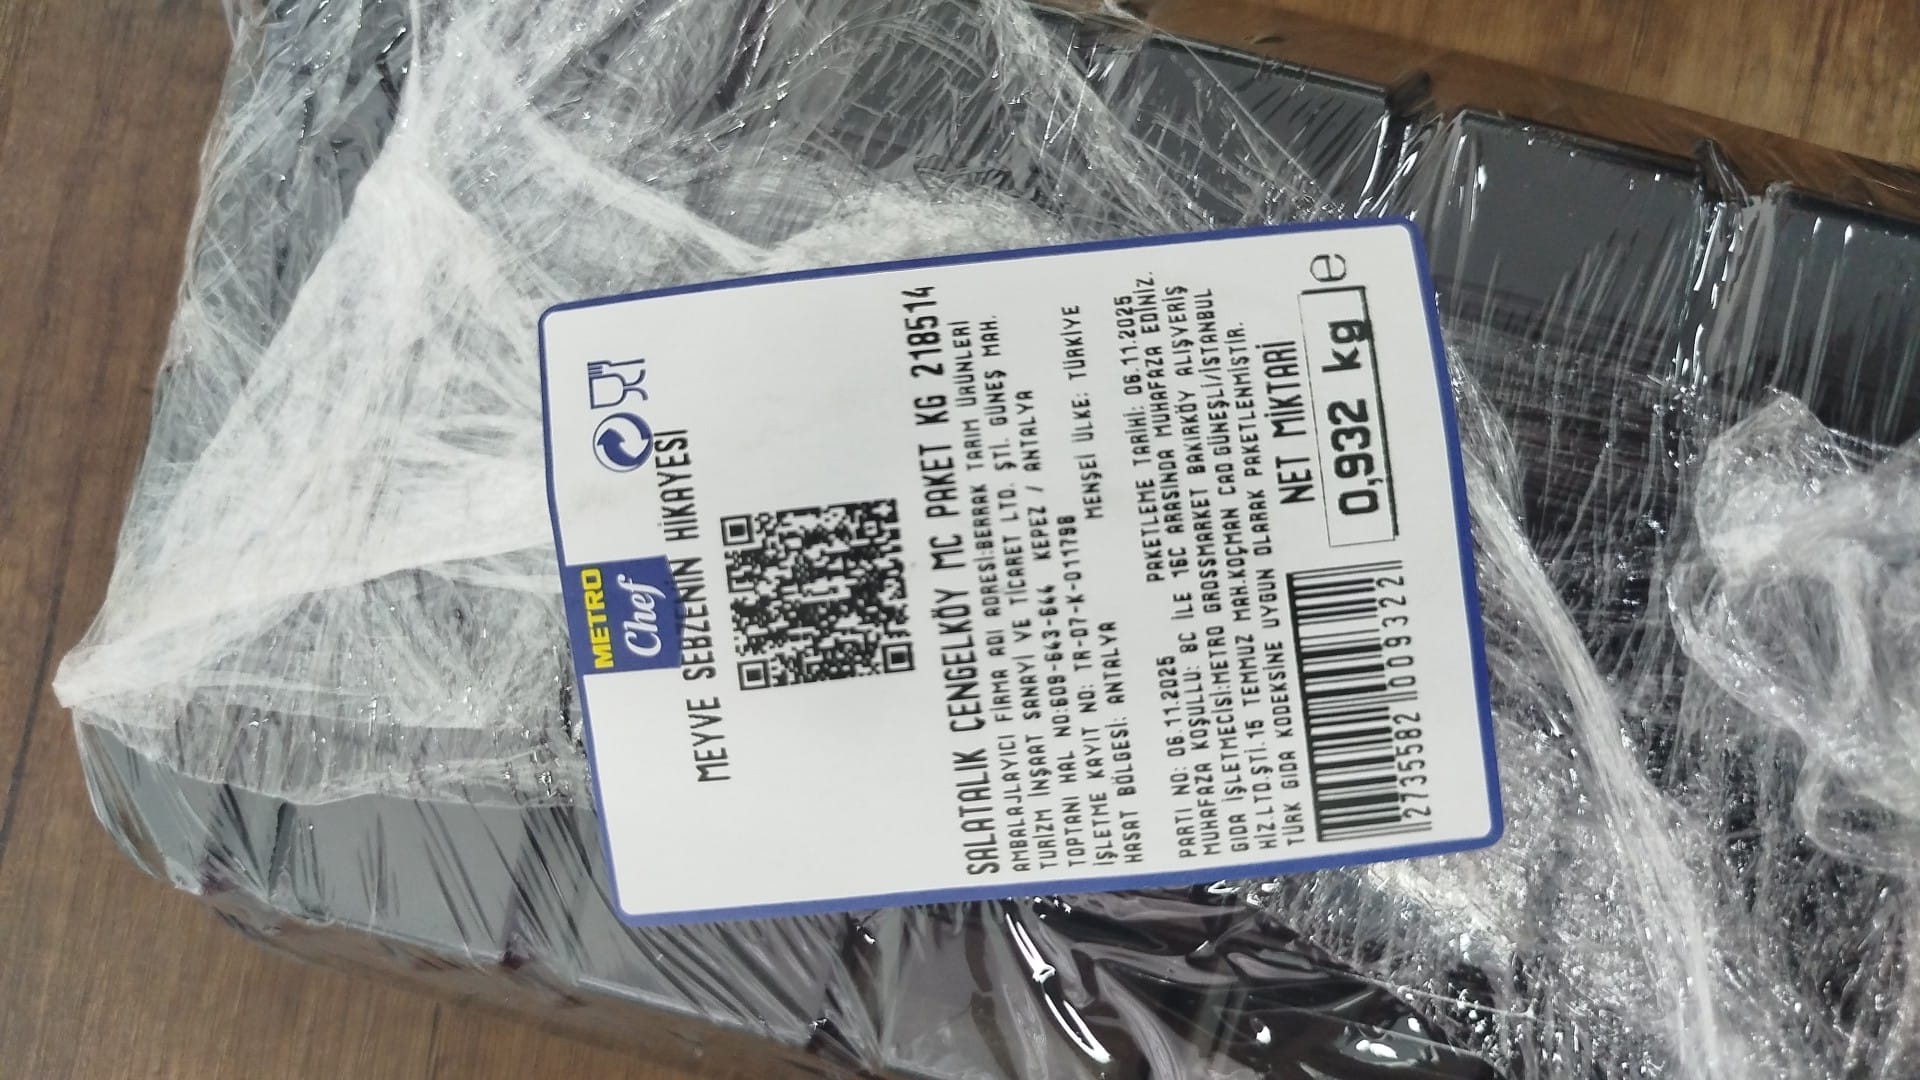 METRO
Chef
MEYVE SEBZENİN HİKAYESİ
SALATALIK ÇENGELKÖY MC PAKET KG 218514
AMBALAJLAYICI FİRMA ADI ADRESİ:BERRAK TARIM ÜRÜNLERİ
TURİZM İNŞAAT SANAYİ VE TİCARET LTD. ŞTİ. GÜNEŞ MAH.
TOPTANI HAL NO:609-643-644 KEPEZ / ANTALYA
İŞLETME KAYIT NO: TR-07-K-011798
HASAT BÖLGESİ: ANTALYA MENŞEİ ÜLKE: TÜRKİYE
PARTI NO: 06.11.2025 PAKETLEME TARİHİ: 06.11.2025
MUHAFAZA KOŞULLU: 8C İLE 16C ARASINDA MUHAFAZA EDİNİZ.
GIDA İŞLETMECİSİ:METRO GROSSMARKET BAKIRKÖY ALIŞVERİŞ
HİZ.LTD.ŞTİ.15 TEMMUZ MAH.KOÇMAN CAD GÜNEŞLİ/İSTANBUL
TÜRK GIDA KODEKSİNE UYGUN OLARAK PAKETLENMİŞTİR.
NET MİKTARİ
0,932 kg e
2735582009322